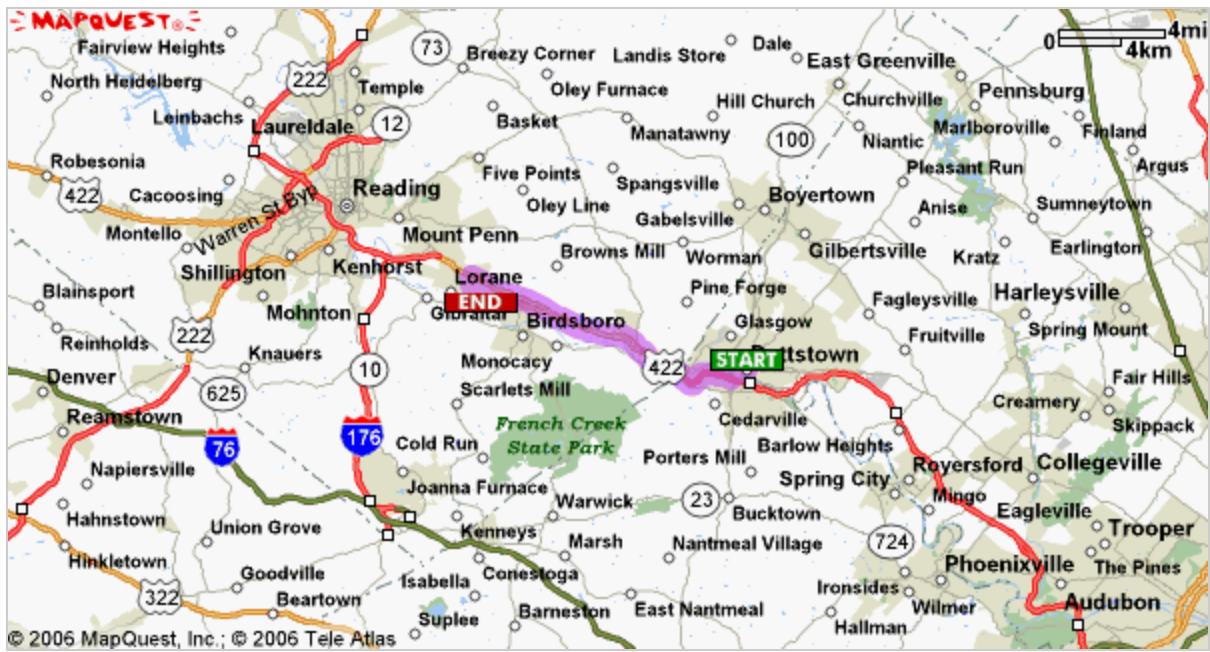 MAPQUEST
Fairview Heights
73
Breezy Corner
Landis Store
Dale
0
4mi
4km
North Heidelberg
222
Temple
Oley Furnace
East Greenville
Leinbachs
Laureldale
12
Basket
Manatawny
Hill Church
Churchville
Pennsburg
Marlboroville
Finland
100
Niantic
Argus
Robesonia
422
Cacoosing
Reading
Five Points
Spangsville
Pleasant Run
Warren St Byp
Oley Line
Gabelsville
Boyertown
Anise
Sumneytown
Montello
Mount Penn
Browns Mill
Worman
Gilbertsville
Kratz
Earlington
Shillington
Kenhorst
Lorane
END
Gibraltar
Pine Forge
Blainsport
Mohnton
Birdsboro
Glasgow
Fagleysville
Harleysville
Reinholds
222
Knauers
Monocacy
422
START
Pottstown
Fruitville
Spring Mount
Denver
625
10
Scarlets Mill
Fair Hills
Reamstown
French Creek
State Park
Cedarville
Creamery
Skippack
76
176
Cold Run
Barlow Heights
Napiersville
Porters Mill
Spring City
Royersford
Collegeville
Joanna Furnace
Warwick
23
Bucktown
Mingo
Hahnstown
Union Grove
Kenneys
Eagleville
Trooper
Hinkletown
Marsh
Nantmeal Village
724
Phoenixville
The Pines
Goodville
Conestoga
Isabella
Ironsides
322
Beartown
Suplee
Barneston
East Nantmeal
Wilmer
Audubon
Hallman
© 2006 MapQuest, Inc.; © 2006 Tele Atlas